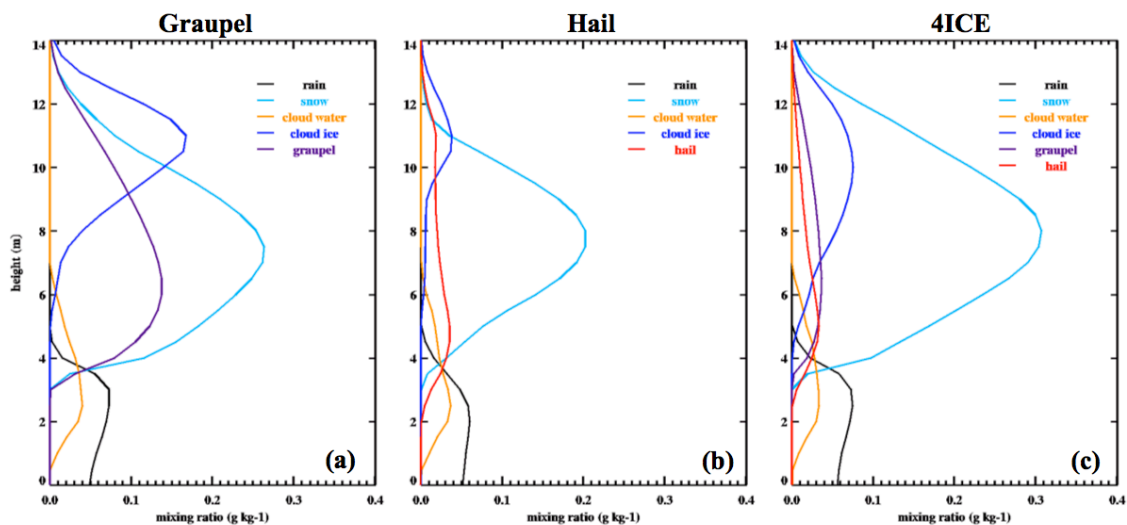 Graupel
Hail
4ICE
14
12
10
8
6
4
2
0
height (m)
rain
snow
cloud water
cloud ice
graupel
(a)
0.0 0.1 0.2 0.3 0.4
mixing ratio (g kg-1)
14
12
10
8
6
4
2
0
rain
snow
cloud water
cloud ice
hail
(b)
0.0 0.1 0.2 0.3 0.4
mixing ratio (g kg-1)
14
12
10
8
6
4
2
0
rain
snow
cloud water
cloud ice
graupel
hail
(c)
0.0 0.1 0.2 0.3 0.4
mixing ratio (g kg-1)